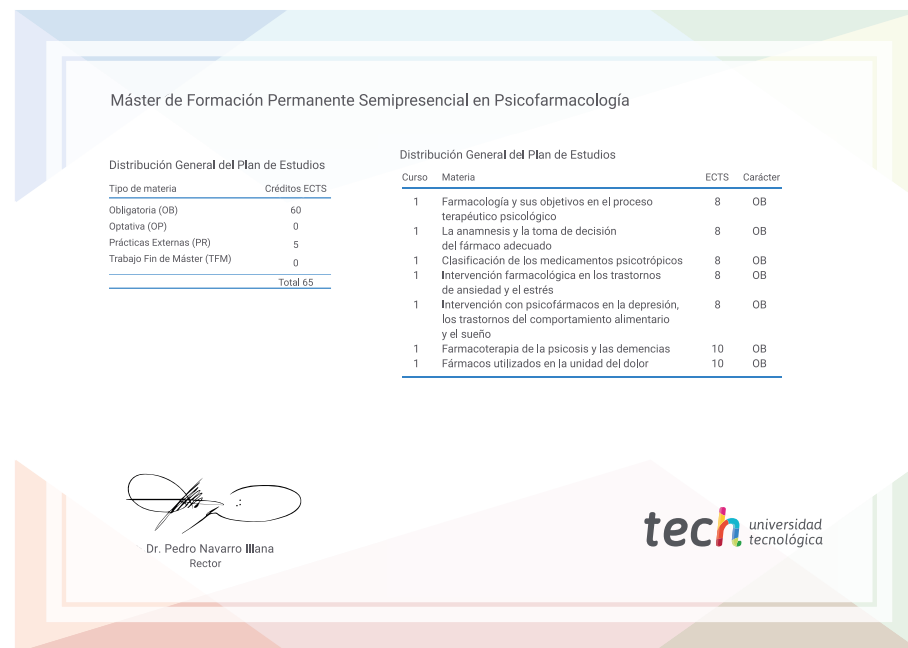 Máster de Formación Permanente Semipresencial en Psicofarmacología
Distribución General del Plan de Estudios
Tipo de materia Créditos ECTS
Obligatoria (OB) 60
Optativa (OP) 0
Prácticas Externas (PR) 5
Trabajo Fin de Máster (TFM) 0
Total 65
Distribución General del Plan de Estudios
Curso Materia ECTS Carácter
1 Farmacología y sus objetivos en el proceso 8 OB
terapéutico psicológico
1 La anamnesis y la toma de decisión 8 OB
del fármaco adecuado
1 Clasificación de los medicamentos psicotrópicos 8 OB
1 Intervención farmacológica en los trastornos 8 OB
de ansiedad y el estrés
1 Intervención con psicofármacos en la depresión, 8 OB
los trastornos del comportamiento alimentario
y el sueño
1 Farmacoterapia de la psicosis y las demencias 10 OB
1 Fármacos utilizados en la unidad del dolor 10 OB
Dr. Pedro Navarro Illana
Rector
tech universidad
tecnológica